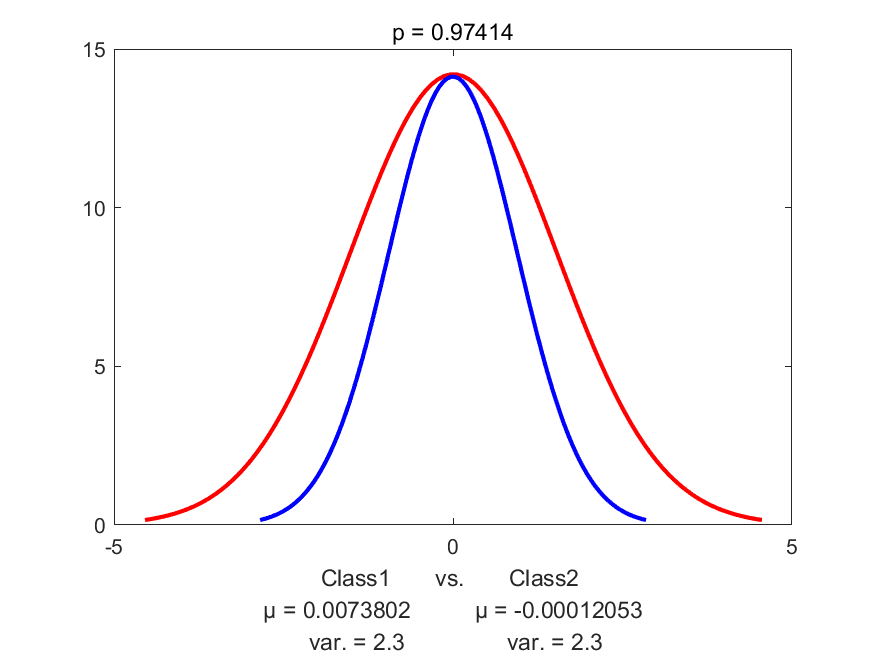 p = 0.97414
15
10
5
0
-5 0 5
Class1 vs. Class2
μ = 0.0073802 μ = -0.00012053
var. = 2.3 var. = 2.3